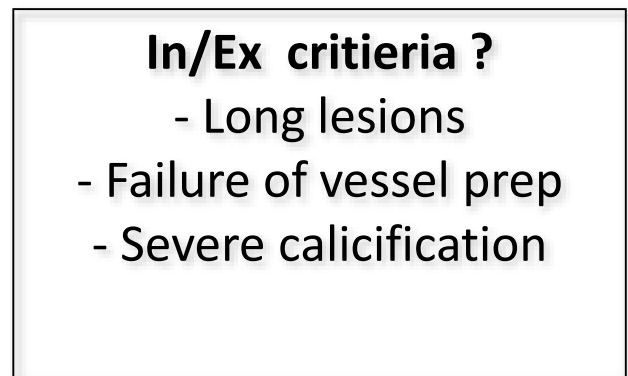 In/Ex  critieria ?
- Long lesions
- Failure of vessel prep
- Severe calicification